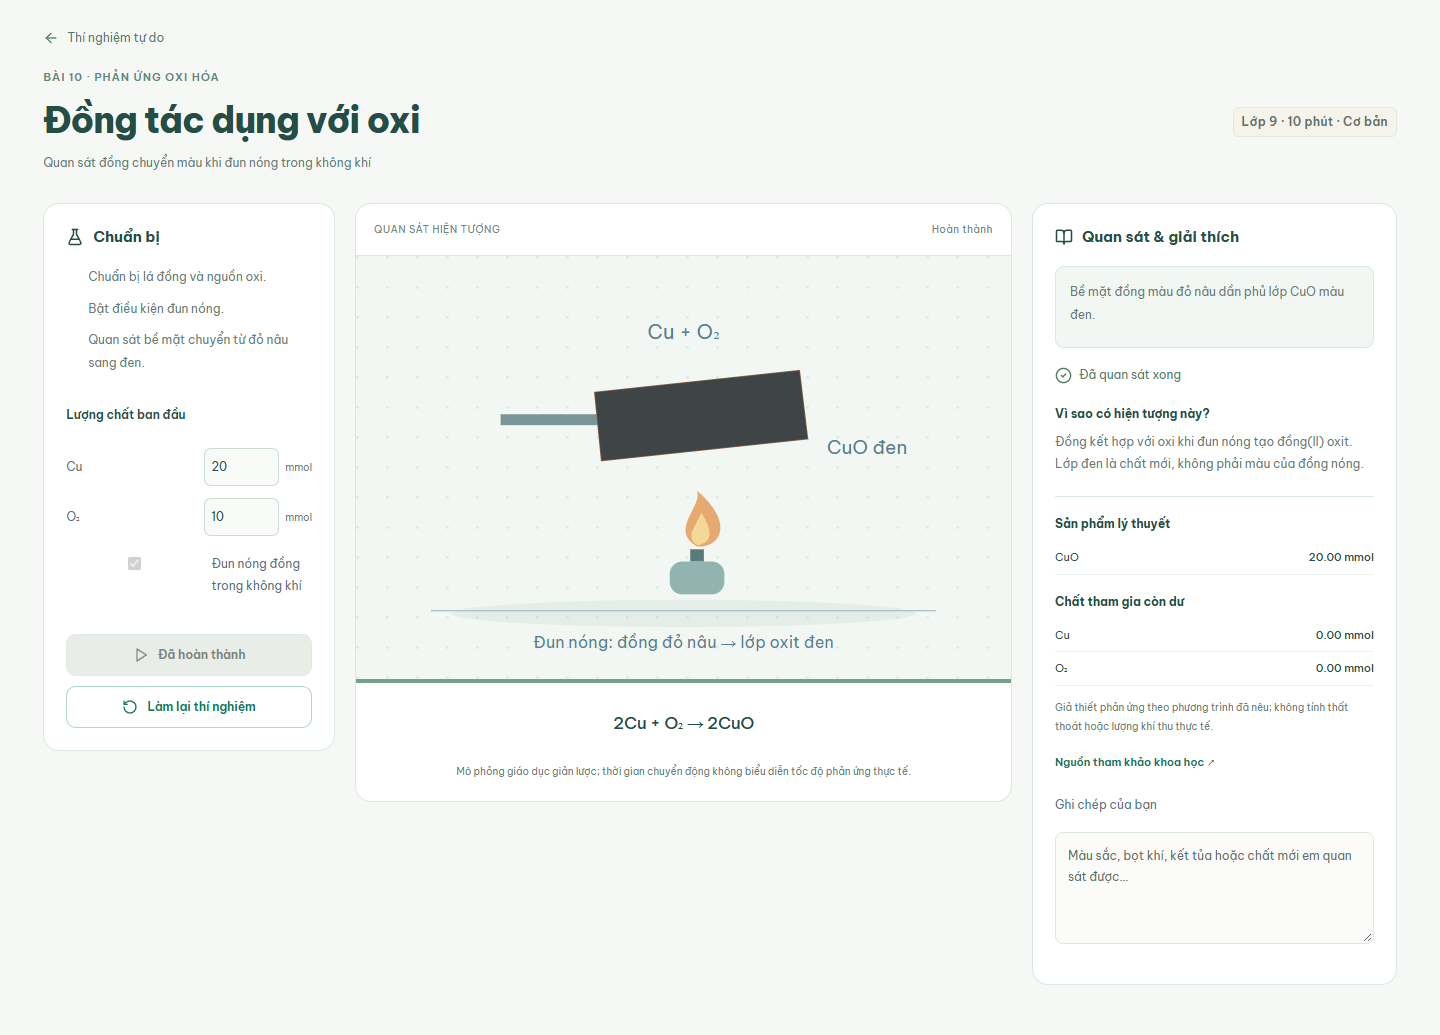 Thí nghiệm tự do
BÀI 10 · PHẢN ỨNG OXI HÓA
Đồng tác dụng với oxi
Lớp 9 · 10 phút · Cơ bản
Quan sát đồng chuyển màu khi đun nóng trong không khí
Chuẩn bị
Chuẩn bị lá đồng và nguồn oxi.
Bật điều kiện đun nóng.
Quan sát bề mặt chuyển từ đỏ nâu
sang đen.
Lượng chất ban đầu
Cu 20 mmol
O₂ 10 mmol
Đun nóng đồng
trong không khí
Đã hoàn thành
Làm lại thí nghiệm
QUAN SÁT HIỆN TƯỢNG
Hoàn thành
Cu + O₂
CuO đen
Đun nóng: đồng đỏ nâu → lớp oxit đen
2Cu + O₂ → 2CuO
Mô phỏng giáo dục giản lược; thời gian chuyển động không biểu diễn tốc độ phản ứng thực tế.
Quan sát & giải thích
Bề mặt đồng màu đỏ nâu dần phủ lớp CuO màu
đen.
Đã quan sát xong
Vì sao có hiện tượng này?
Đồng kết hợp với oxi khi đun nóng tạo đồng(II) oxit.
Lớp đen là chất mới, không phải màu của đồng nóng.
Sản phẩm lý thuyết
CuO 20.00 mmol
Chất tham gia còn dư
Cu 0.00 mmol
O₂ 0.00 mmol
Giả thiết phản ứng theo phương trình đã nêu; không tính thất
thoát hoặc lượng khí thu thực tế.
Nguồn tham khảo khoa học ↗
Ghi chép của bạn
Màu sắc, bọt khí, kết tủa hoặc chất mới em quan
sát được...